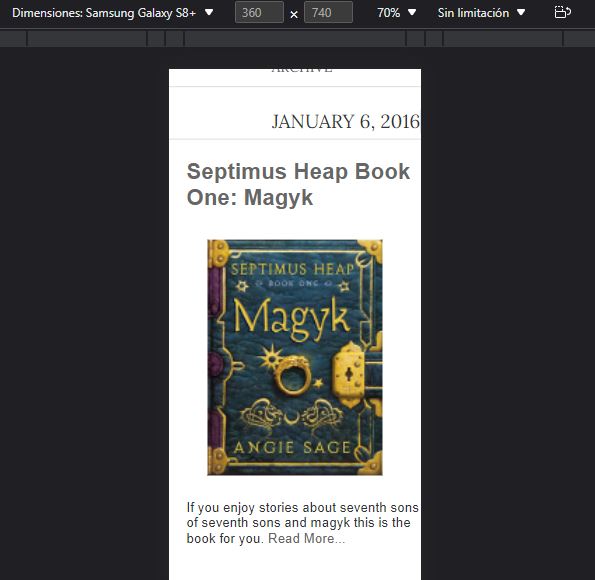 Dimensiones: Samsung Galaxy S8+ ▼ 360 × 740 70% ▼ Sin limitación ▼
ARCHIVE
JANUARY 6, 2016
Septimus Heap Book
One: Magyk
SEPTIMUS HEAP
BOOK ONE
Magyk
ANGIE SAGE
If you enjoy stories about seventh sons
of seventh sons and magyk this is the
book for you. Read More...